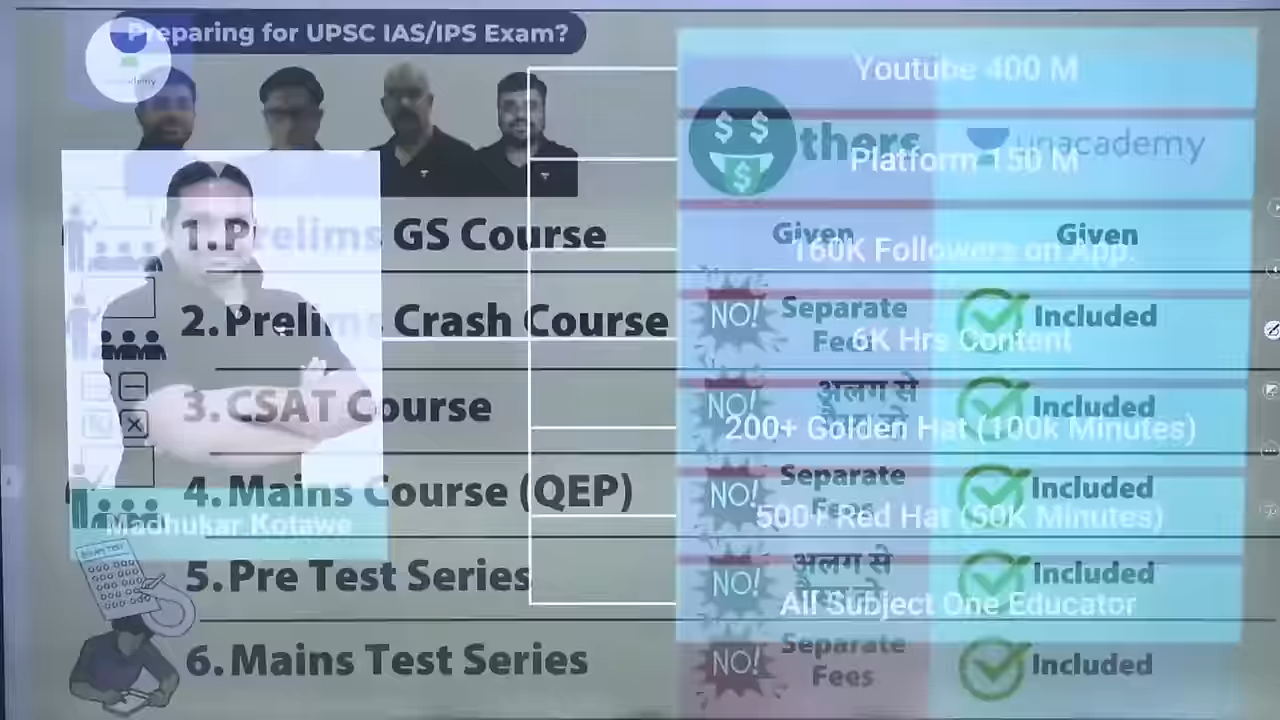 Preparing for UPSC IAS/IPS Exam?
Youtube 400 M
thers
unacademy
Platform 150 M
Given
Given
160K Followers on App.
1. Prelims GS Course
2. Prelims Crash Course
NO!
Separate
Fees
Included
6K Hrs Content
3. CSAT Course
NO!
अलग से
Included
200+ Golden Hat (100k Minutes)
4. Mains Course (QEP)
NO!
Separate
Fees
Included
500+ Red Hat (50K Minutes)
Madhukar Kotawe
EXAM TEST
5. Pre Test Series
NO!
अलग से
Included
All Subject One Educator
6. Mains Test Series
NO!
Separate
Fees
Included